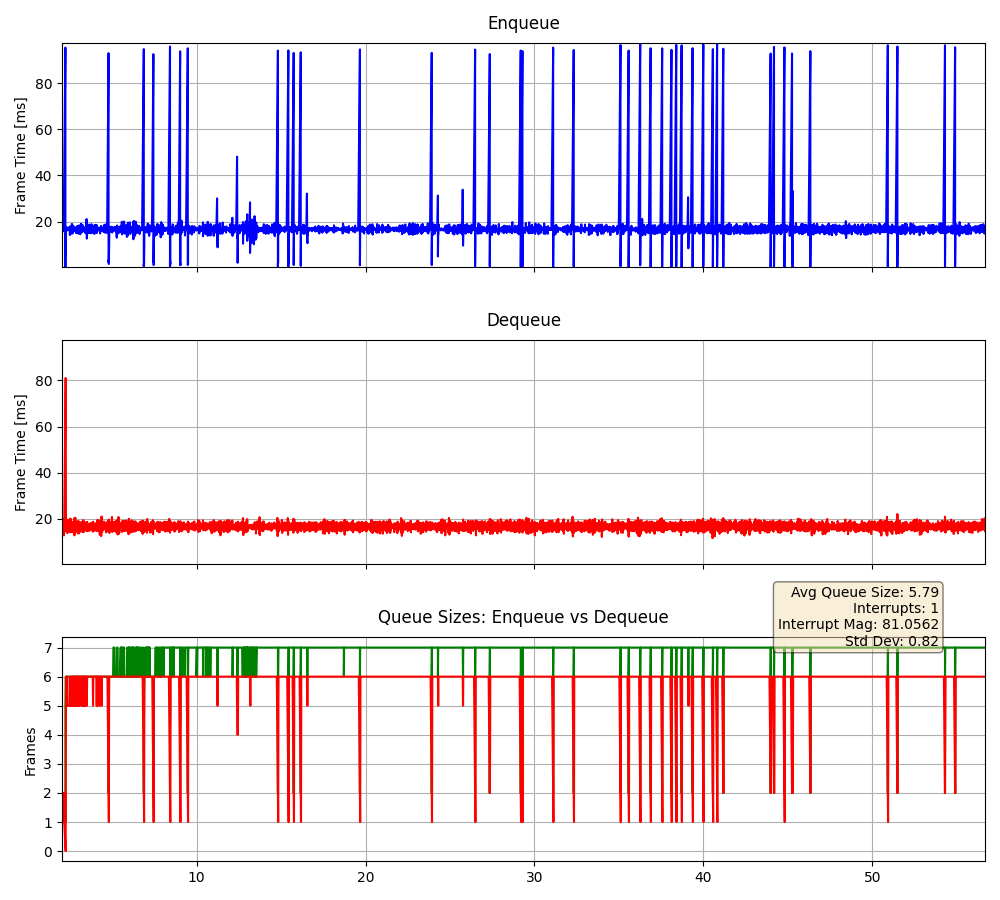 Enqueue
Frame Time [ms]
80
60
40
20
Dequeue
Frame Time [ms]
80
60
40
20
Avg Queue Size: 5.79
Interrupts: 1
Interrupt Mag: 81.0562
Std Dev: 0.82
Queue Sizes: Enqueue vs Dequeue
Frames
7
6
5
4
3
2
1
0
10 20 30 40 50